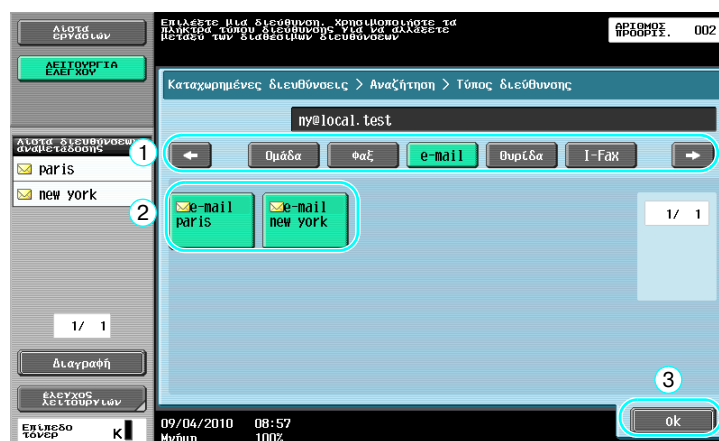 Λίστα
εργασιών
ΛΕΙΤΟΥΡΓΙΑ
ΕΛΕΓΧΟΥ
Επιλέξτε μια διεύθυνση. Χρησιμοποιήστε τα
πλήκτρα τύπου διεύθυνσης για να αλλάξετε
μεταξύ των διαθέσιμων διευθύνσεων
ΑΡΙΘΜΟΣ
ΠΡΟΟΡΙΣ. 002
Καταχωρημένες διευθύνσεις > Αναζήτηση > Τύπος διεύθυνσης
ny@local.test
Λίστα διευθύνσεων
αναμετάδοσης
paris
new york
1
Ομάδα Φαξ e-mail Θυρίδα I-Fax
2
e-mail
paris
e-mail
new york
1/ 1
1/ 1
Διαγραφή
έλεγχος
λειτουργιών
Επίπεδο
τόνερ K
3
ok
09/04/2010 08:57
Μνήμη 100%